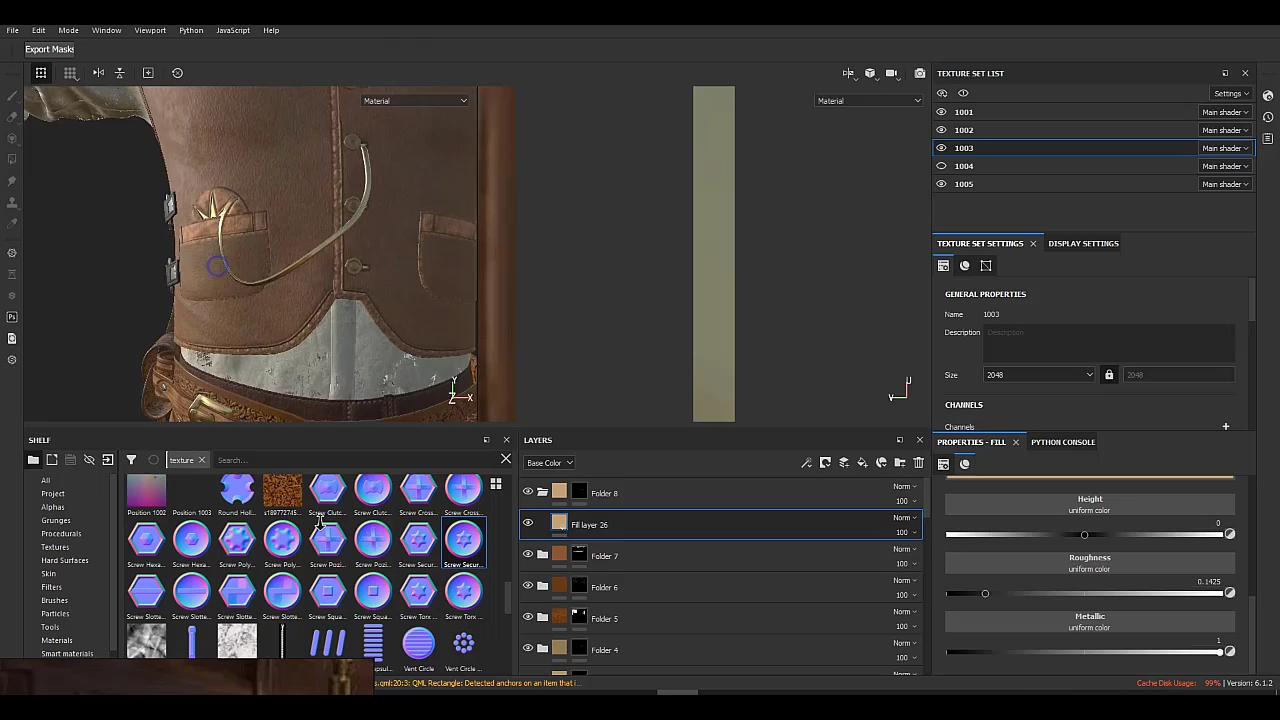 File Edit Mode Window Viewport Python JavaScript Help
Export Masks
Material
Material
TEXTURE SET LIST
Settings
1001 Main shader
1002 Main shader
1003 Main shader
1004 Main shader
1005 Main shader
TEXTURE SET SETTINGS DISPLAY SETTINGS
GENERAL PROPERTIES
Name 1003
Description Description
Size 2048 2048
CHANNELS
Channels
Y
Z X
U
V
SHELF
texture Search...
All
Project
Alphas
Grunges
Procedurals
Textures
Hard Surfaces
Skin
Filters
Brushes
Particles
Tools
Materials
Smart materials
Position 1002 Position 1003 Round Holl... s189772745... Screw Clutc... Screw Clutc... Screw Cross... Screw Cross...
Screw Hexa... Screw Hexa... Screw Poly... Screw Poly... Screw Pozi... Screw Pozi... Screw Secur... Screw Secur...
Screw Slotte... Screw Slotte... Screw Slotte... Screw Slotte... Screw Squa... Screw Squa... Screw Torx ... Screw Torx ...
Vent Circle Vent Circle ...
LAYERS
Base Color
Folder 8 Norm 100
Fill layer 26 Norm 100
Folder 7 Norm 100
Folder 6 Norm 100
Folder 5 Norm 100
Folder 4 Norm 100
Norm
PROPERTIES - FILL PYTHON CONSOLE
Height
uniform color
0
Roughness
uniform color
0.1425
Metallic
uniform color
1
s.qml:20:3: QML Rectangle: Detected anchors on an item that i...
Cache Disk Usage: 99% | Version: 6.1.2